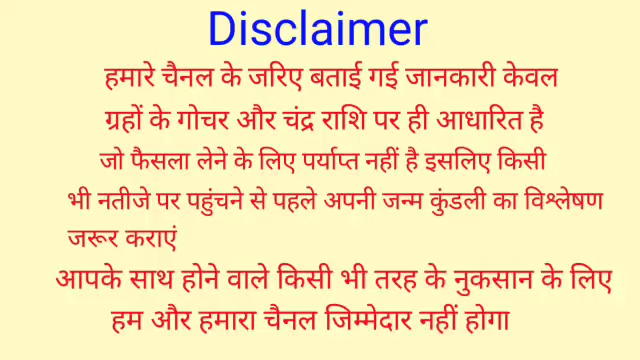 Disclaimer
हमारे चैनल के जरिए बताई गई जानकारी केवल
ग्रहों के गोचर और चंद्र राशि पर ही आधारित है
जो फैसला लेने के लिए पर्याप्त नहीं है इसलिए किसी
भी नतीजे पर पहुंचने से पहले अपनी जन्म कुंडली का विश्लेषण
जरूर कराएं
आपके साथ होने वाले किसी भी तरह के नुकसान के लिए
हम और हमारा चैनल जिम्मेदार नहीं होगा